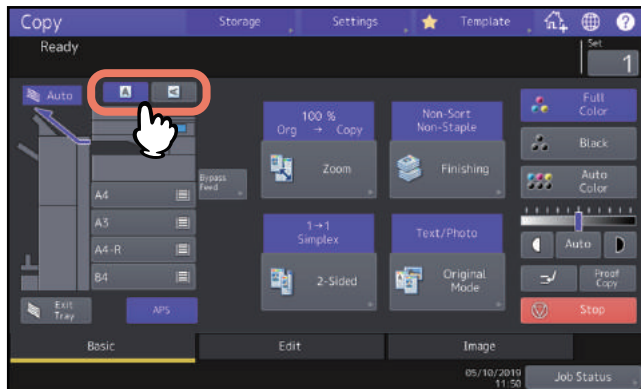 Copy
Storage
Settings
Template
?
Ready
Set
1
Auto
A
A
100 %
Org → Copy
Zoom
Non-Sort
Non-Staple
Finishing
Full
Color
Black
Auto
Color
Bypass
Feed
A4
A3
A4-R
B4
1→1
Simplex
2-Sided
Text/Photo
Original
Mode
Auto
Proof
Copy
Exit
Tray
APS
Stop
Basic
Edit
Image
05/10/2019
11:50
Job Status